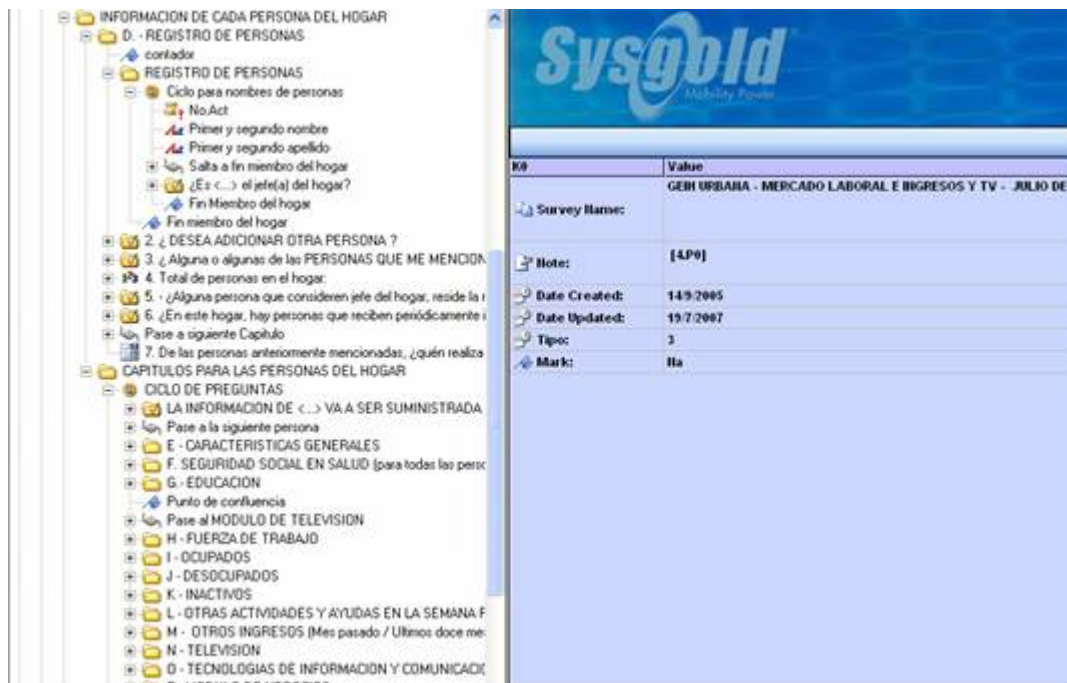 INFORMACION DE CADA PERSONA DEL HOGAR
D. - REGISTRO DE PERSONAS
contador
REGISTRO DE PERSONAS
Ciclo para nombres de personas
No.Act
Primer y segundo nombre
Primer y segundo apellido
Salta a fin miembro del hogar
¿Es <...> el jefe(a) del hogar?
Fin Miembro del hogar
Fin miembro del hogar
2. ¿ DESEA ADICIONAR OTRA PERSONA ?
3. ¿ Alguna o algunas de las PERSONAS QUE ME MENCION
4. Total de personas en el hogar:
5. - ¿Alguna persona que consideren jefe del hogar, reside la
6. ¿En este hogar, hay personas que reciben periódicamente
Pase a siguiente Capitulo
7. De las personas anteriormente mencionadas, ¿quén realiza
CAPITULOS PARA LAS PERSONAS DEL HOGAR
CICLO DE PREGUNTAS
LA INFORMACION DE <...> VA A SER SUMINISTRADA
Pase a la siguiente persona
E - CARACTERISTICAS GENERALES
F. SEGURIDAD SOCIAL EN SALUD (para todas las perso
G.- EDUCACION
Punto de confluencia
Pase al MODULO DE TELEVISION
H - FUERZA DE TRABAJO
I - OCUPADOS
J - DESOCUPADOS
K - INACTIVOS
L - OTRAS ACTIVIDADES Y AYUDAS EN LA SEMANA P
M - OTROS INGRESOS (Mes pasado / Ultimos doce me
N - TELEVISION
O - TECNOLOGIAS DE INFORMACION Y COMUNICACIO
Sysgold
Mobility Power
K0 Value
Survey Name: GEIH URBANA - MERCADO LABORAL E INGRESOS Y TV - JULIO DE
Note: [4.P0]
Date Created: 14/9/2005
Date Updated: 19/7/2007
Tipo: 3
Mark: Na